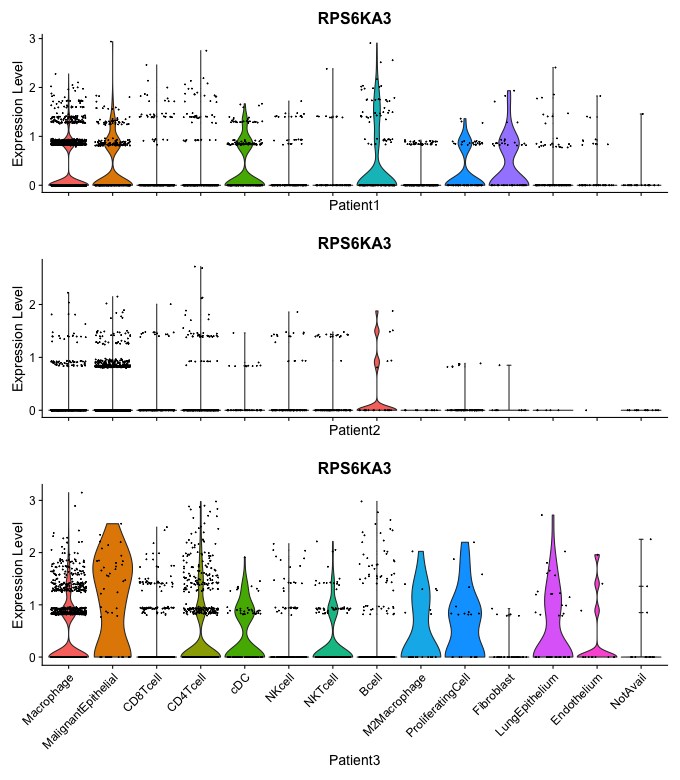 RPS6KA3
Expression Level
3
2
1
0
Patient1
RPS6KA3
Expression Level
2
1
0
Patient2
RPS6KA3
Expression Level
3
2
1
0
Macrophage
MalignantEpithelial
CD8Tcell
CD4Tcell
cDC
NKcell
NKTcell
Bcell
M2Macrophage
ProliferatingCell
Fibroblast
LungEpithelium
Endothelium
NotAvail
Patient3